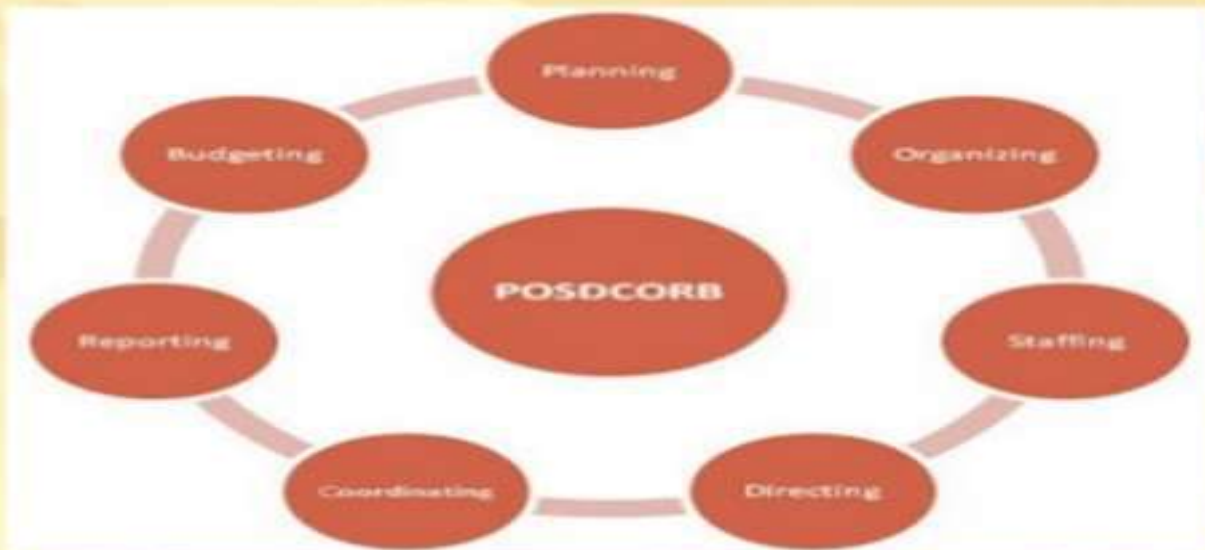 Planning
Organizing
Staffing
Directing
Coordinating
Reporting
Budgeting
POSDCORB